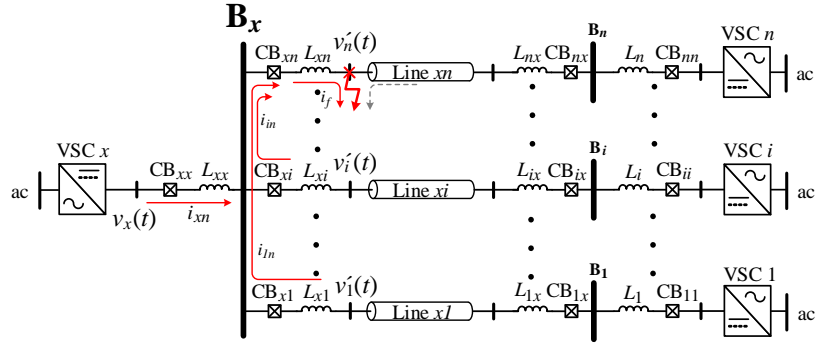 B_x
CB_xn L_xn v′_n(t) Line xn L_nx CB_nx B_n L_n CB_nn VSC n ac
i_f
i_in
VSC x CB_xx L_xx CB_xi L_xi v′_i(t) Line xi L_ix CB_ix B_i L_i CB_ii VSC i ac
ac
v_x(t) i_xn
i_1n
CB_x1 L_x1 v′_1(t) Line x1 L_1x CB_1x B_1 L_1 CB_11 VSC 1 ac